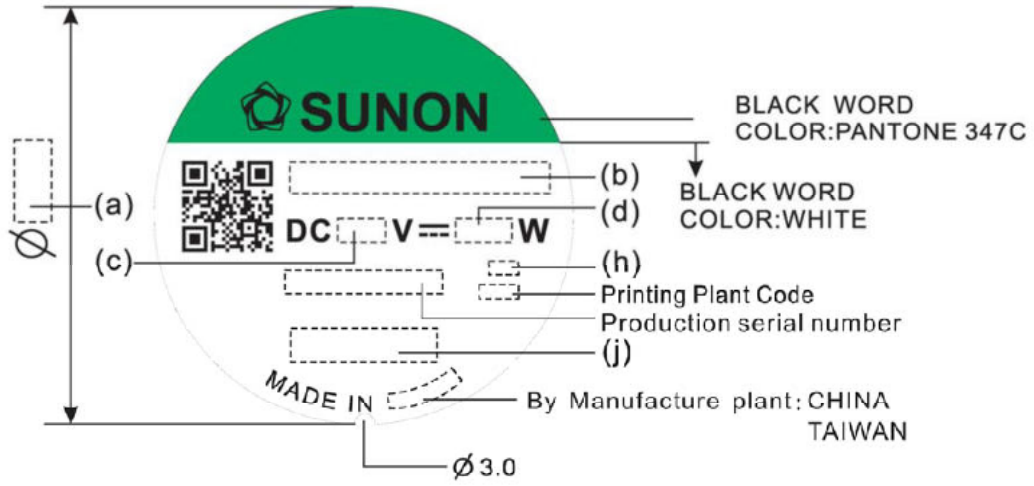 SUNON
BLACK WORD
COLOR:PANTONE 347C
(b)
BLACK WORD
COLOR:WHITE
(a)
Ø
(d)
DC V⎓ W
(c)
(h)
Printing Plant Code
Production serial number
(j)
MADE IN
By Manufacture plant: CHINA
TAIWAN
Ø3.0